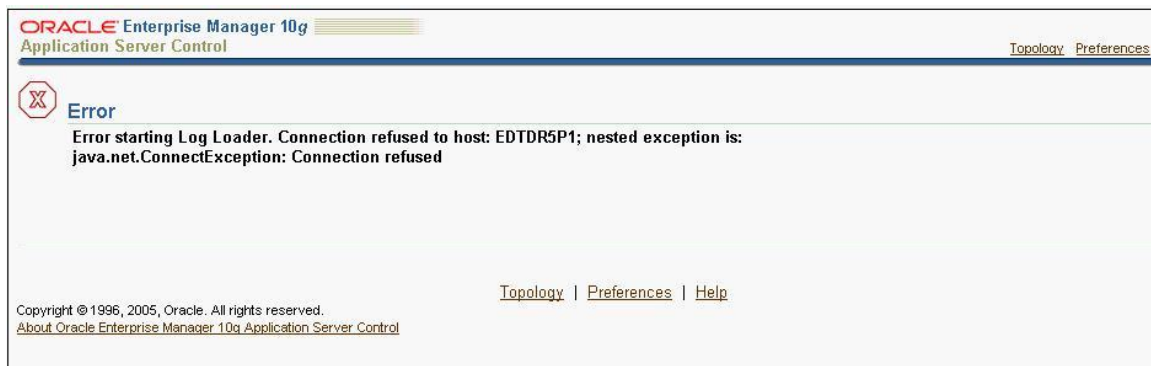 ORACLE Enterprise Manager 10g
Application Server Control
Topology Preferences
Error
Error starting Log Loader. Connection refused to host: EDTDR5P1; nested exception is:
java.net.ConnectException: Connection refused
Topology | Preferences | Help
Copyright © 1996, 2005, Oracle. All rights reserved.
About Oracle Enterprise Manager 10g Application Server Control